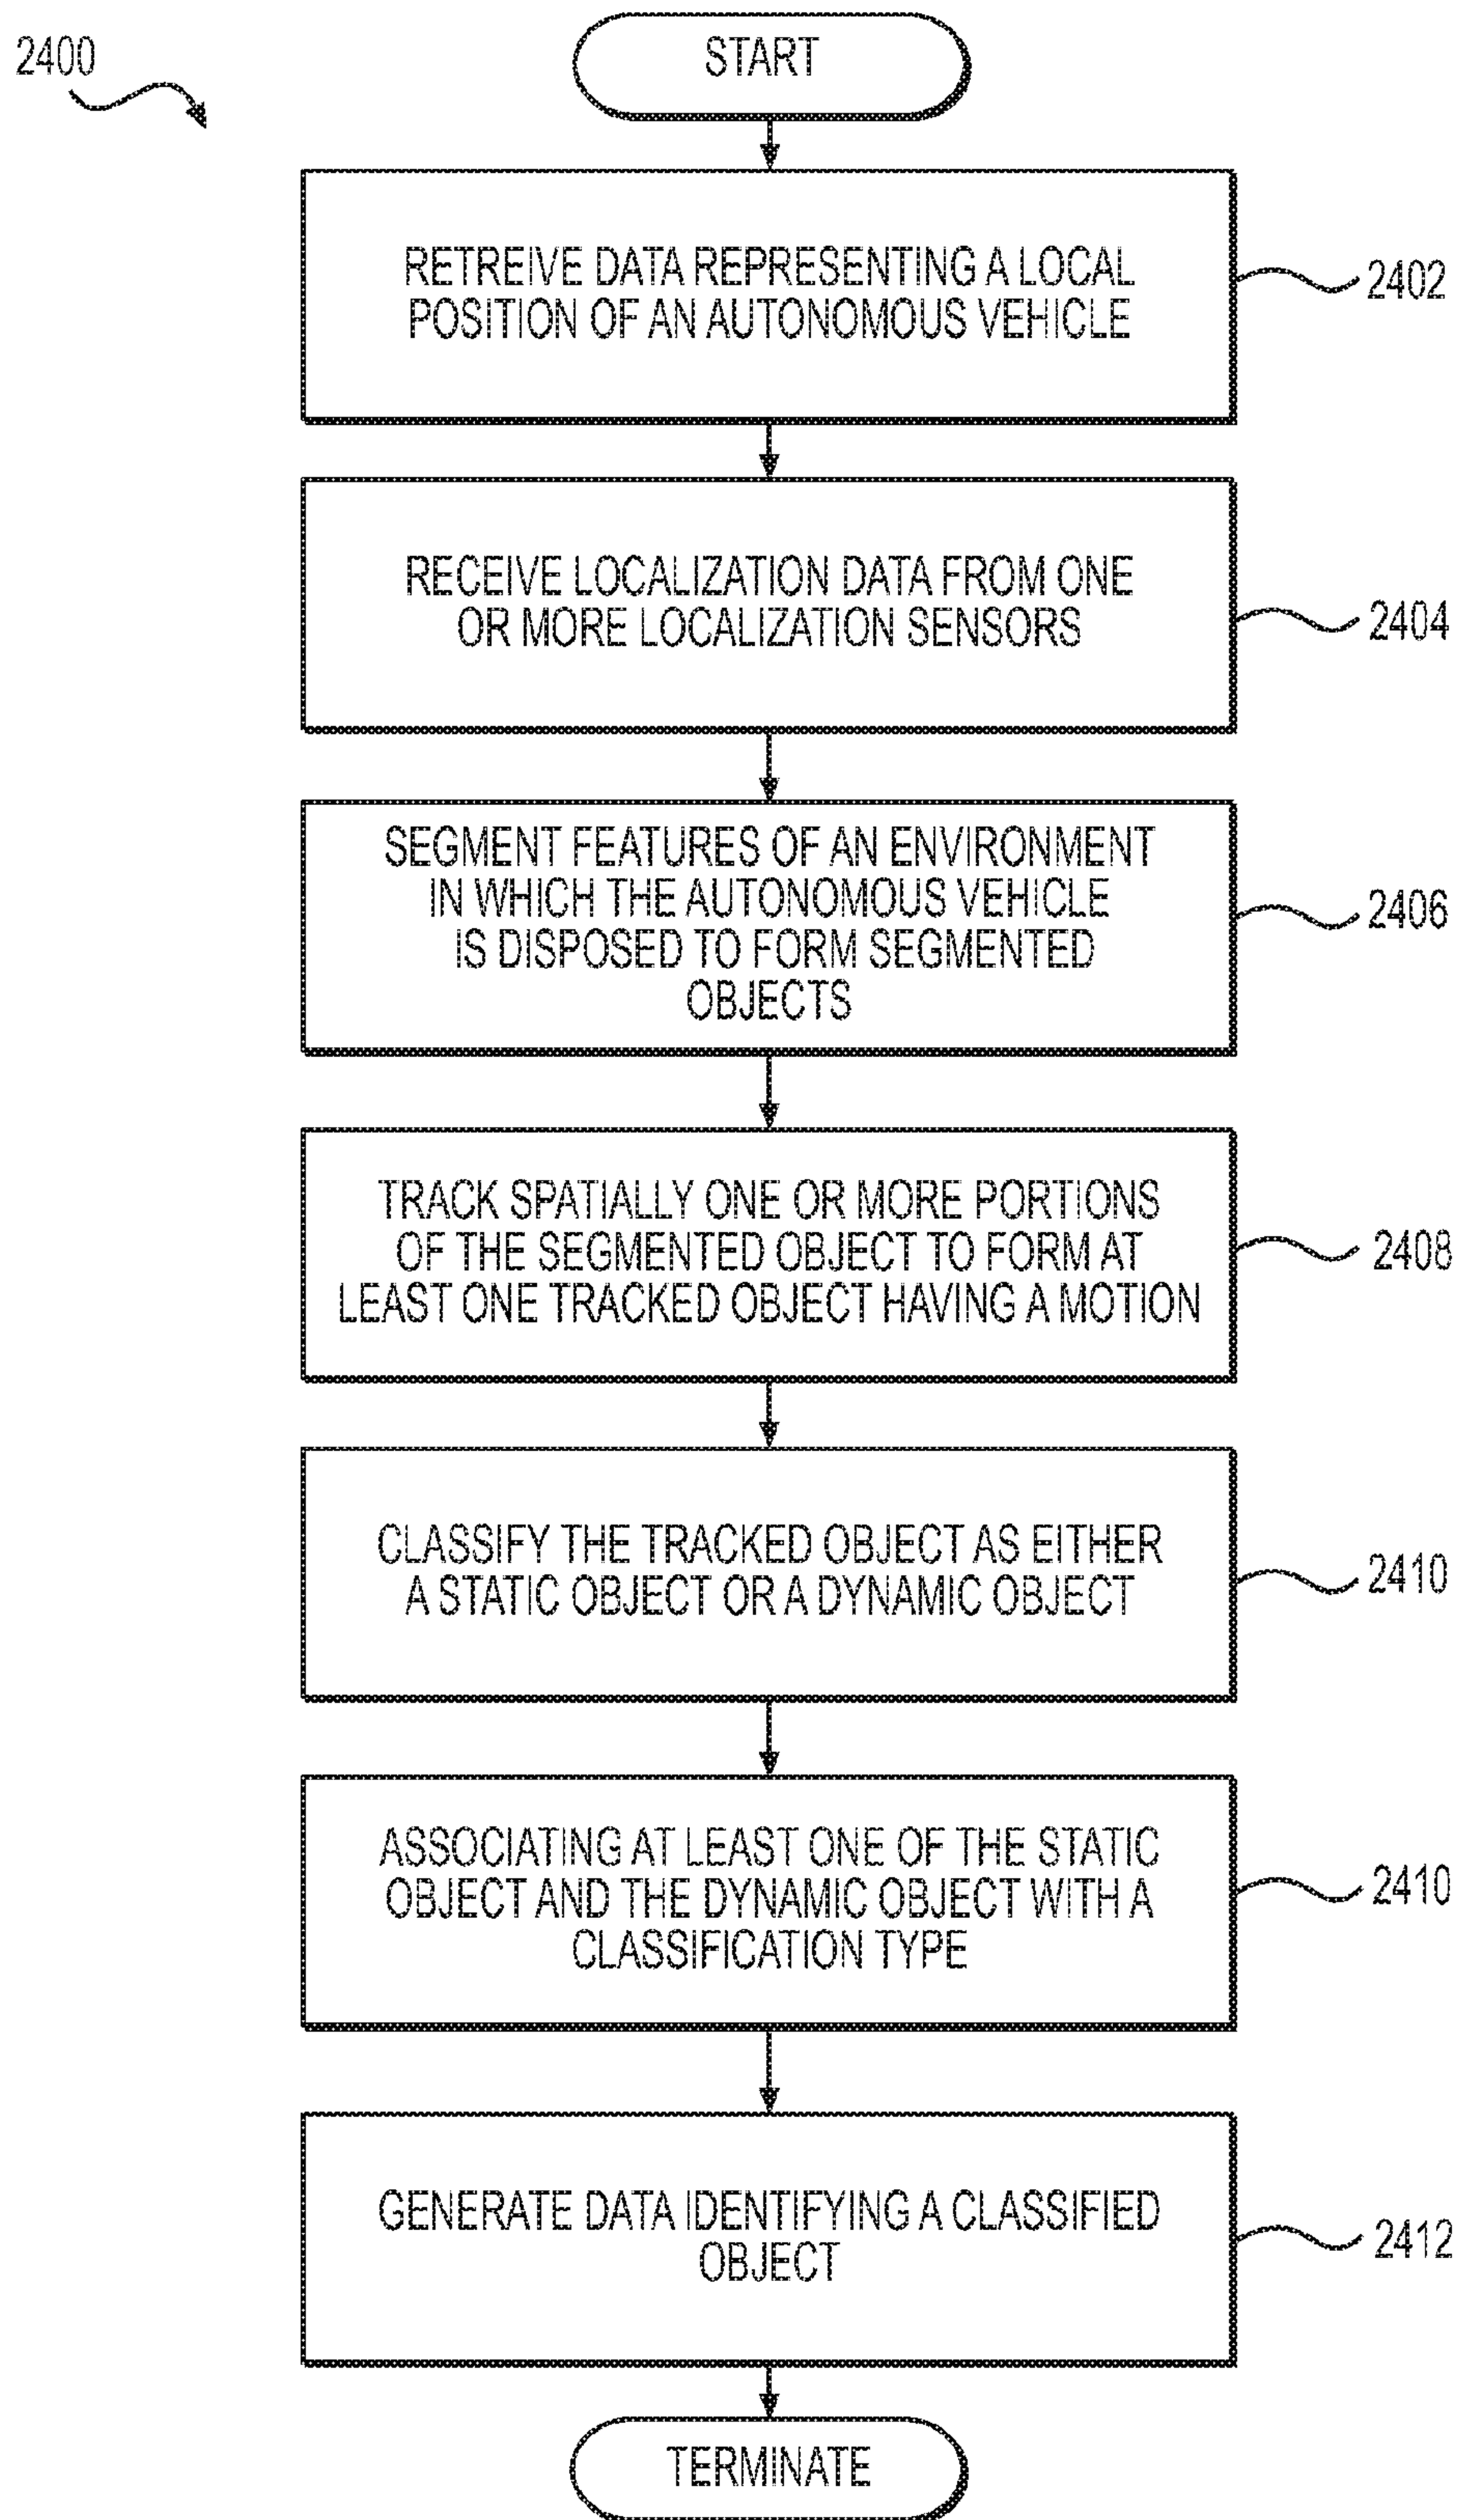 2400
START
RETREIVE DATA REPRESENTING A LOCAL
POSITION OF AN AUTONOMOUS VEHICLE
2402
RECEIVE LOCALIZATION DATA FROM ONE
OR MORE LOCALIZATION SENSORS
2404
SEGMENT FEATURES OF AN ENVIRONMENT
IN WHICH THE AUTONOMOUS VEHICLE
IS DISPOSED TO FORM SEGMENTED
OBJECTS
2406
TRACK SPATIALLY ONE OR MORE PORTIONS
OF THE SEGMENTED OBJECT TO FORM AT
LEAST ONE TRACKED OBJECT HAVING A MOTION
2408
CLASSIFY THE TRACKED OBJECT AS EITHER
A STATIC OBJECT OR A DYNAMIC OBJECT
2410
ASSOCIATING AT LEAST ONE OF THE STATIC
OBJECT AND THE DYNAMIC OBJECT WITH A
CLASSIFICATION TYPE
2410
GENERATE DATA IDENTIFYING A CLASSIFIED
OBJECT
2412
TERMINATE